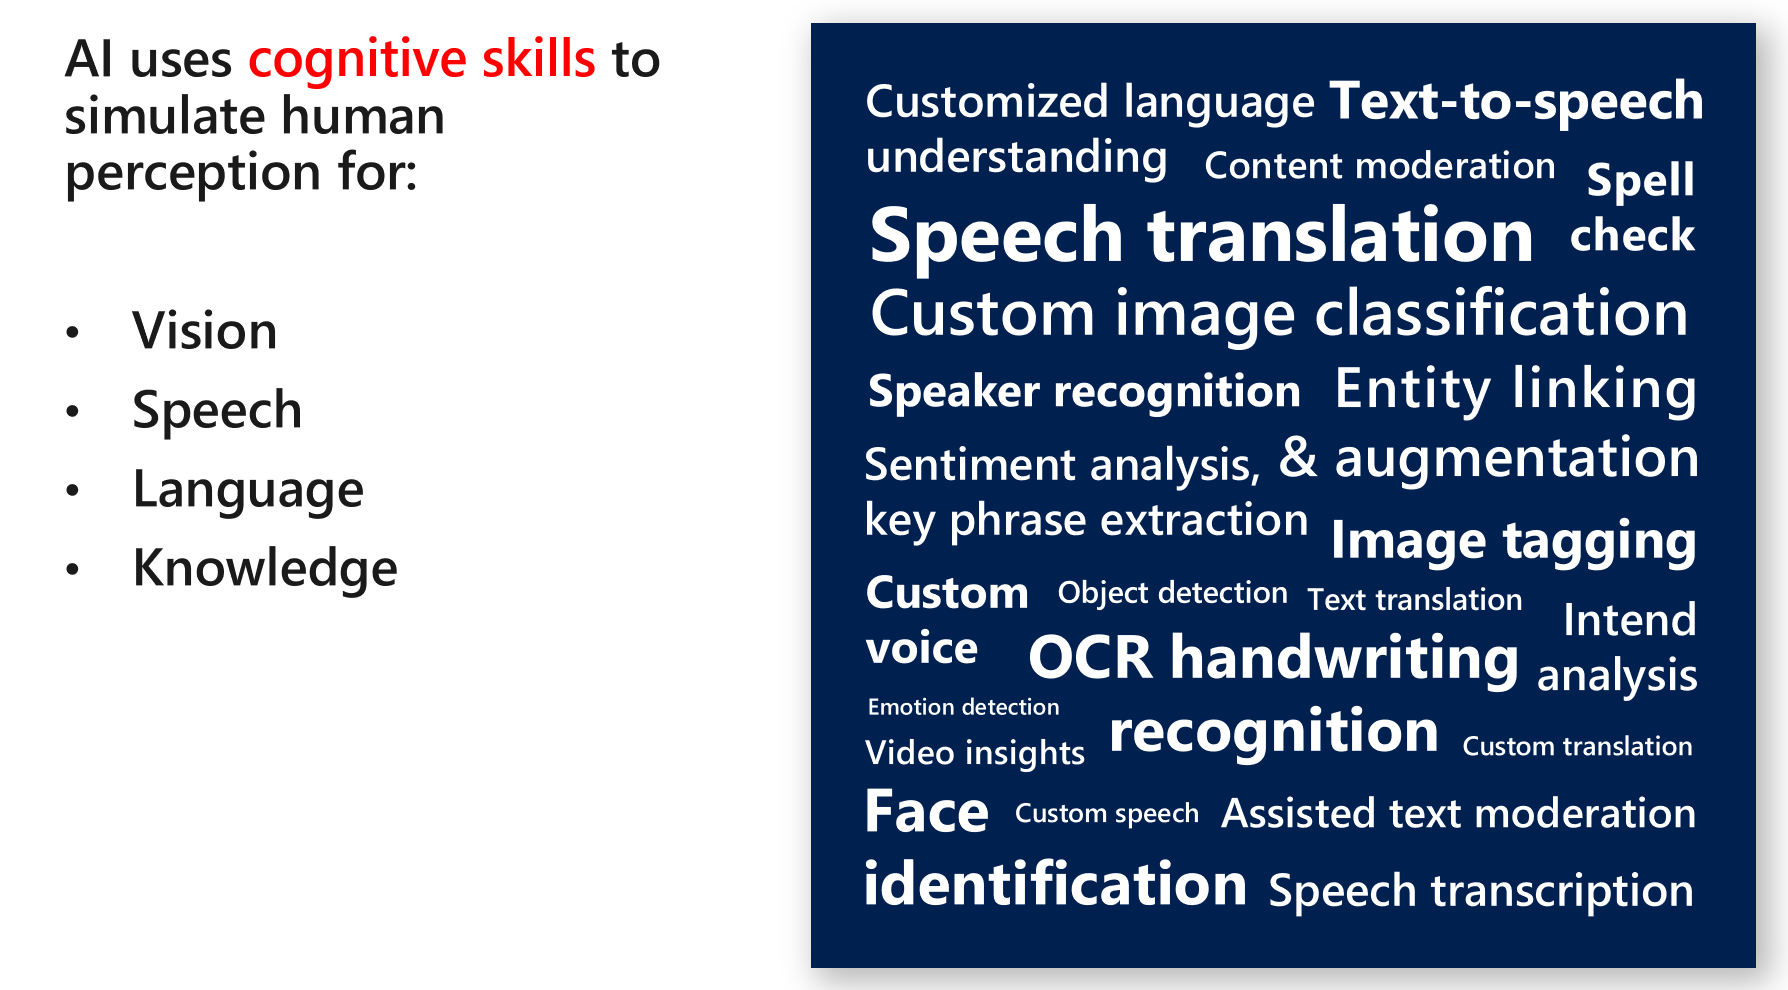 AI uses cognitive skills to
simulate human
perception for:
• Vision
• Speech
• Language
• Knowledge
Customized language
understanding
Text-to-speech
Content moderation
Spell
check
Speech translation
Custom image classification
Speaker recognition
Entity linking
& augmentation
Sentiment analysis,
key phrase extraction
Image tagging
Custom
voice
Object detection
Text translation
Intend
analysis
OCR handwriting
recognition
Emotion detection
Video insights
Custom translation
Face
identification
Custom speech
Assisted text moderation
Speech transcription